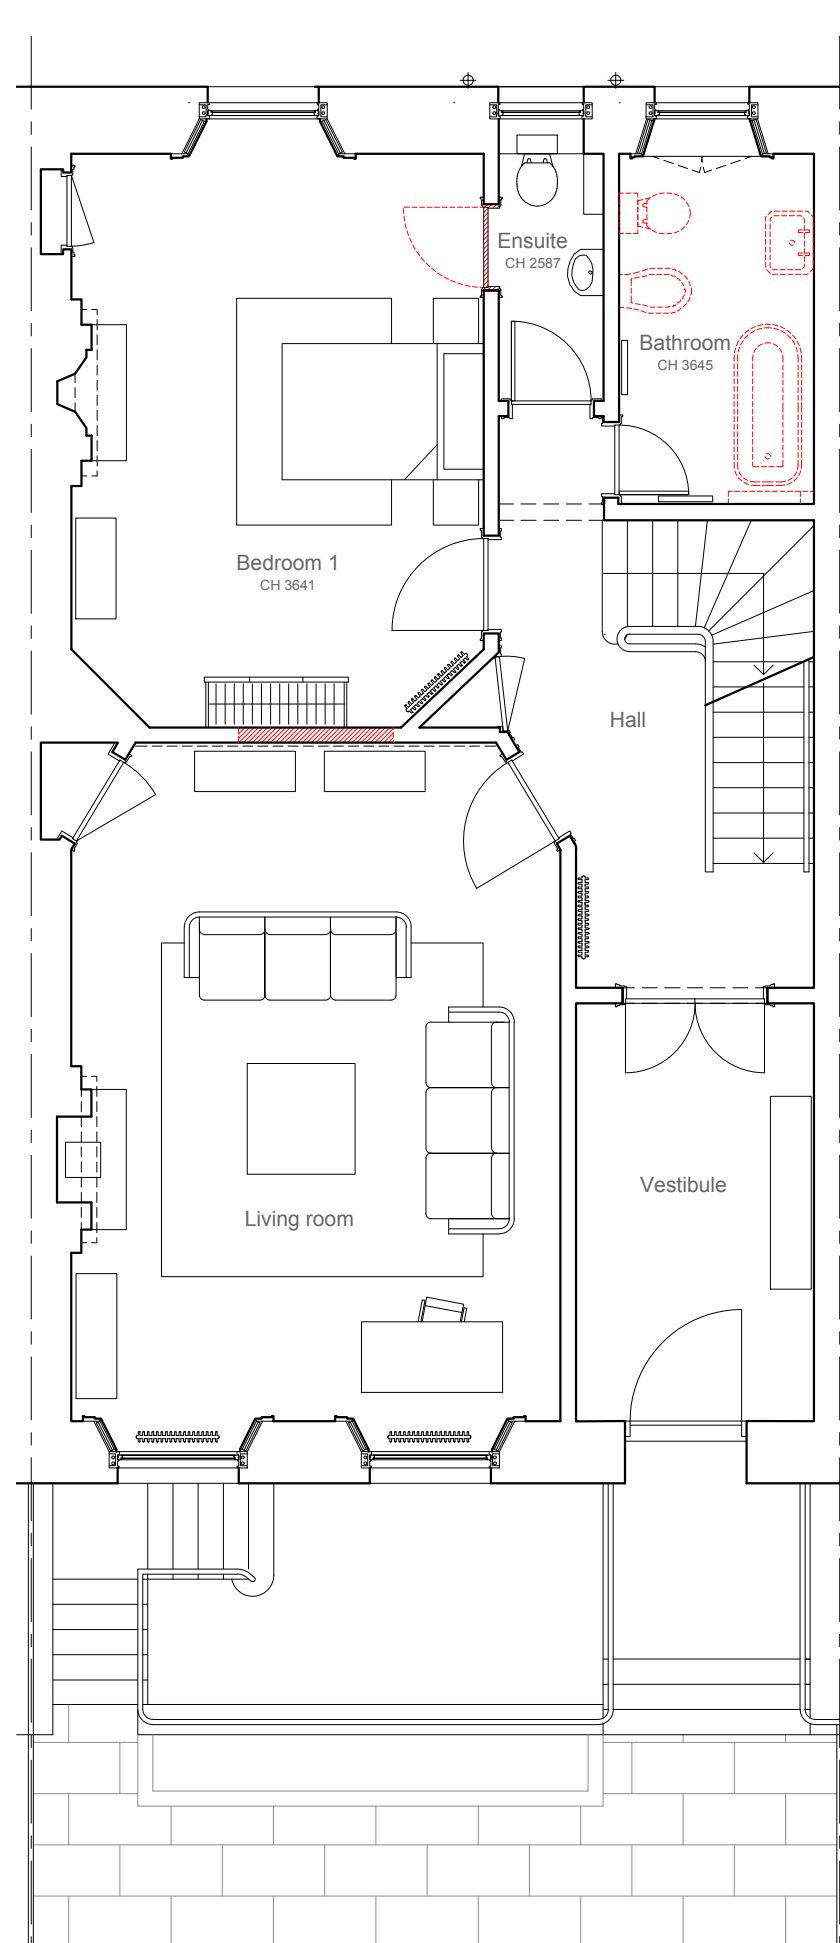 Ensuite
CH 2587
Bathroom
CH 3645
Bedroom 1
CH 3641
Hall
Vestibule
Living room